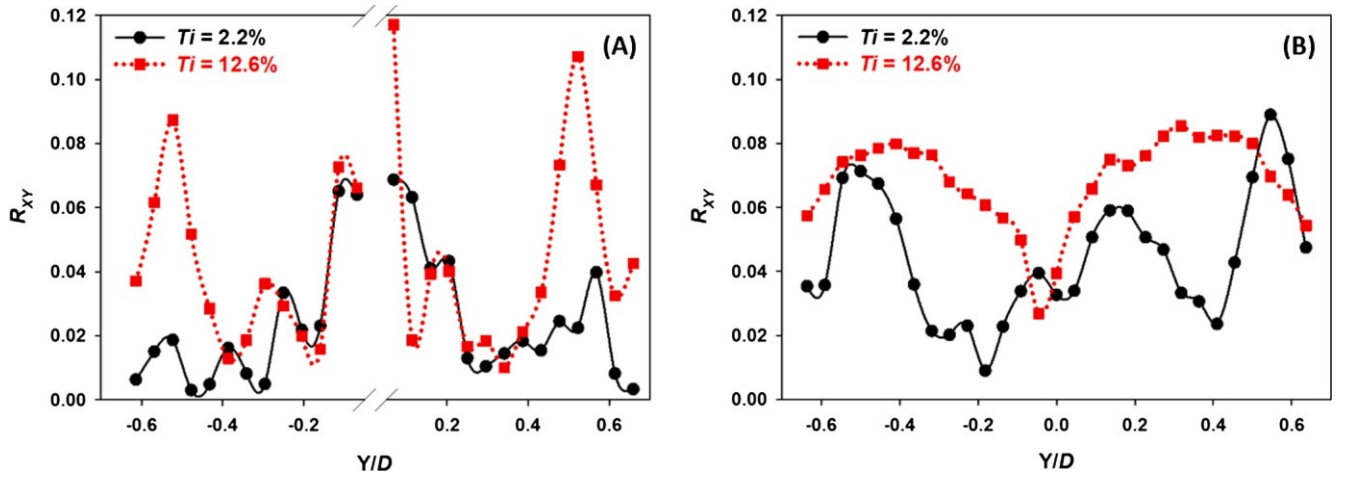 0.12
0.10
0.08
0.06
0.04
0.02
0.00
R_XY
Ti = 2.2%
Ti = 12.6%
(A)
-0.6 -0.4 -0.2 0.2 0.4 0.6
Y/D
0.12
0.10
0.08
0.06
0.04
0.02
0.00
R_XY
Ti = 2.2%
Ti = 12.6%
(B)
-0.6 -0.4 -0.2 0.0 0.2 0.4 0.6
Y/D